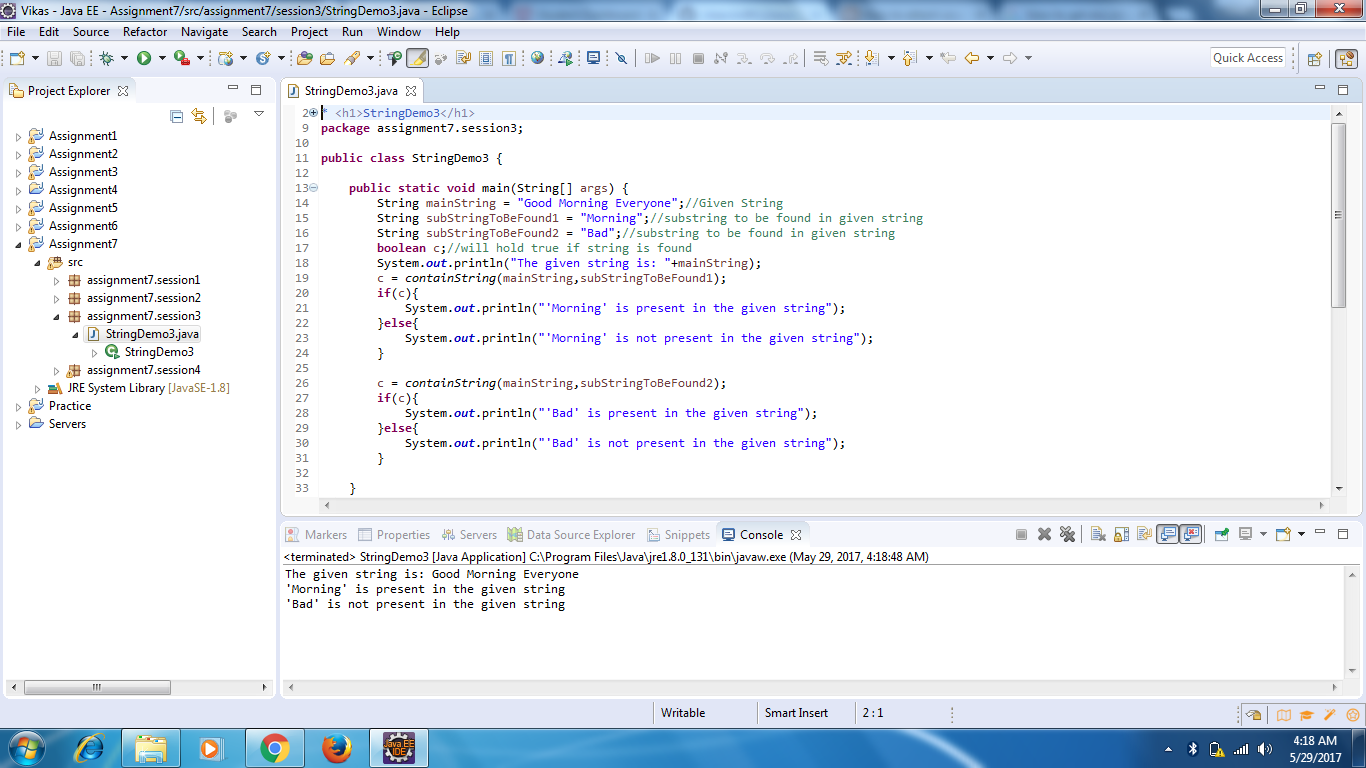 Vikas - Java EE - Assignment7/src/assignment7/session3/StringDemo3.java - Eclipse
File Edit Source Refactor Navigate Search Project Run Window Help
Quick Access
Project Explorer
Assignment1
Assignment2
Assignment3
Assignment4
Assignment5
Assignment6
Assignment7
src
assignment7.session1
assignment7.session2
assignment7.session3
StringDemo3.java
StringDemo3
assignment7.session4
JRE System Library [JavaSE-1.8]
Practice
Servers
StringDemo3.java
2 * <h1>StringDemo3</h1>
9 package assignment7.session3;
10
11 public class StringDemo3 {
12
13 public static void main(String[] args) {
14 String mainString = "Good Morning Everyone";//Given String
15 String subStringToBeFound1 = "Morning";//substring to be found in given string
16 String subStringToBeFound2 = "Bad";//substring to be found in given string
17 boolean c;//will hold true if string is found
18 System.out.println("The given string is: "+mainString);
19 c = containString(mainString,subStringToBeFound1);
20 if(c){
21 System.out.println("'Morning' is present in the given string");
22 }else{
23 System.out.println("'Morning' is not present in the given string");
24 }
25
26 c = containString(mainString,subStringToBeFound2);
27 if(c){
28 System.out.println("'Bad' is present in the given string");
29 }else{
30 System.out.println("'Bad' is not present in the given string");
31 }
32
33 }
Markers Properties Servers Data Source Explorer Snippets Console
<terminated> StringDemo3 [Java Application] C:\Program Files\Java\jre1.8.0_131\bin\javaw.exe (May 29, 2017, 4:18:48 AM)
The given string is: Good Morning Everyone
'Morning' is present in the given string
'Bad' is not present in the given string
Writable Smart Insert 2 : 1
Java EE
IDE
4:18 AM
5/29/2017